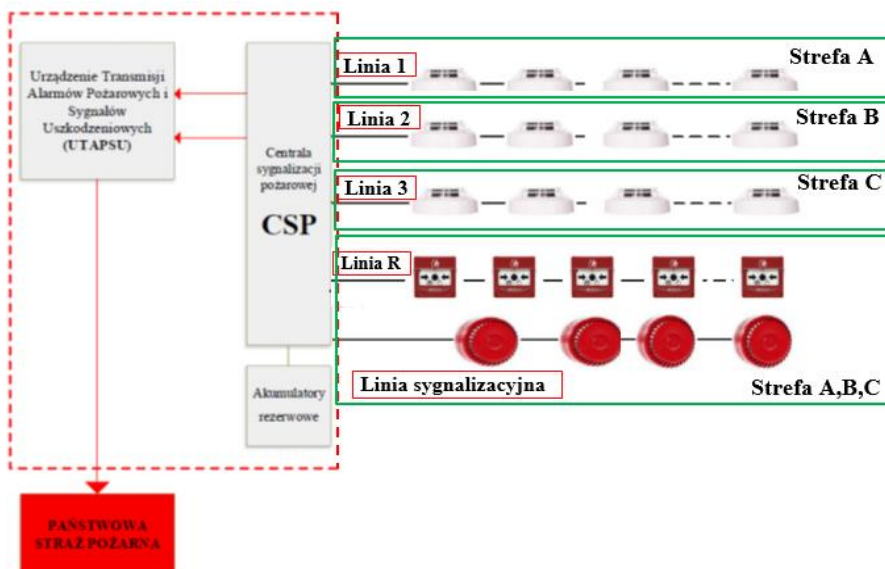 Urządzenie Transmisji
Alarmów Pożarowych i
Sygnałów
Uszkodzeniowych
(UTAPSU)
Centrala
sygnalizacji
pożarowej
CSP
Akumulatory
rezerwowe
PAŃSTWOWA
STRAŻ POŻARNA
Linia 1
Strefa A
Linia 2
Strefa B
Linia 3
Strefa C
Linia R
Linia sygnalizacyjna
Strefa A,B,C